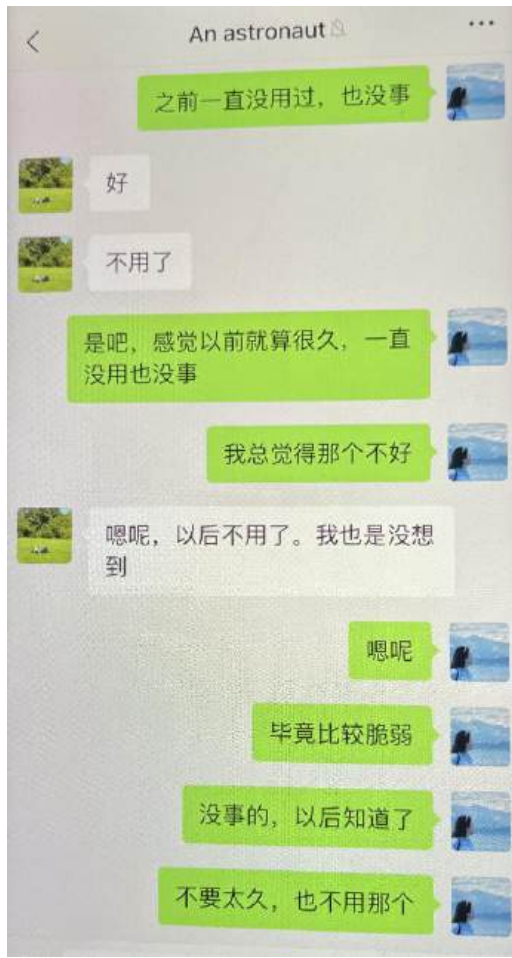 An astronaut
之前一直没用过，也没事
好
不用了
是吧，感觉以前就算很久，一直
没用也没事
我总觉得那个不好
嗯呢，以后不用了。我也是没想
到
嗯呢
毕竟比较脆弱
没事的，以后知道了
不要太久，也不用那个